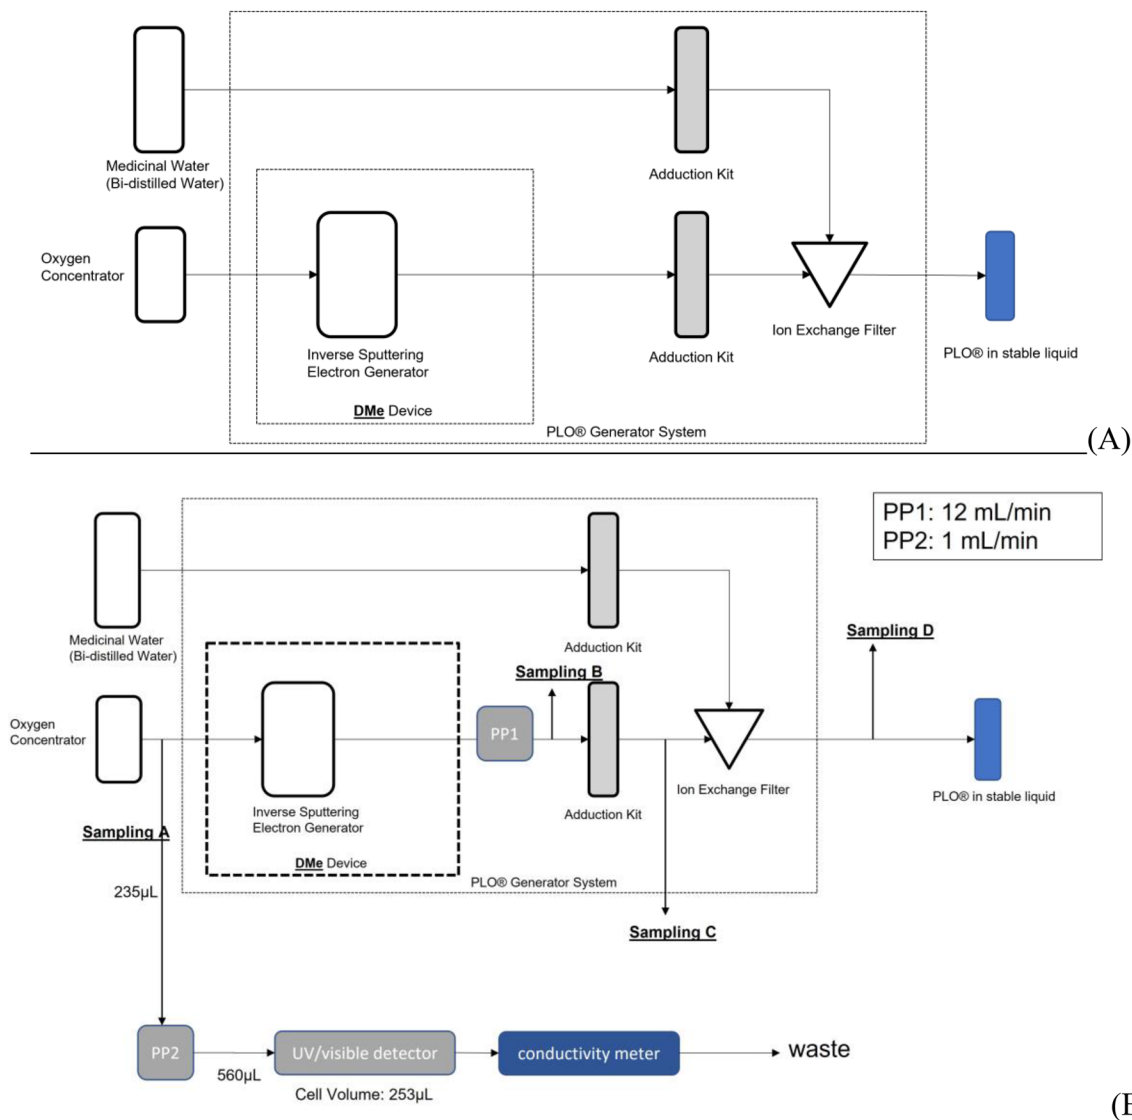 Medicinal Water
(Bi-distilled Water)
Adduction Kit
Oxygen
Concentrator
Inverse Sputtering
Electron Generator
DMe Device
Adduction Kit
Ion Exchange Filter
PLO® in stable liquid
PLO® Generator System
(A)
PP1: 12 mL/min
PP2: 1 mL/min
Medicinal Water
(Bi-distilled Water)
Adduction Kit
Sampling D
Sampling B
Oxygen
Concentrator
PP1
Ion Exchange Filter
PLO® in stable liquid
Inverse Sputtering
Electron Generator
Adduction Kit
Sampling A
DMe Device
PLO® Generator System
235µL
Sampling C
PP2
560µL
UV/visible detector
Cell Volume: 253µL
conductivity meter
waste